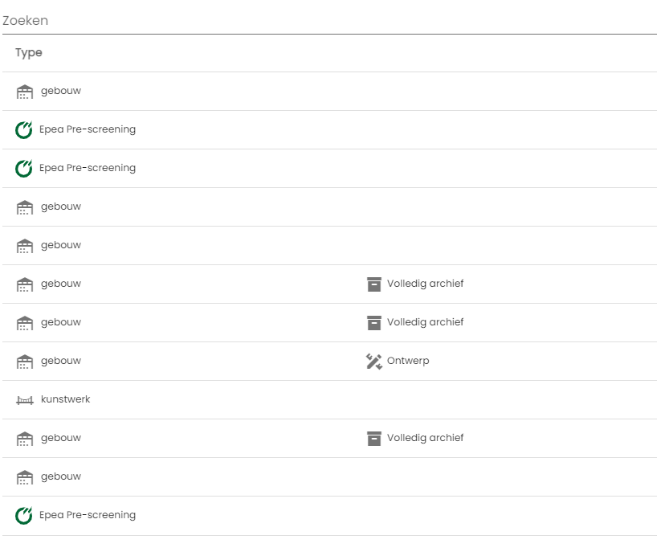 Zoeken
Type
gebouw
Epea Pre-screening
Epea Pre-screening
gebouw
gebouw
gebouw Volledig archief
gebouw Volledig archief
gebouw Ontwerp
kunstwerk
gebouw Volledig archief
gebouw
Epea Pre-screening